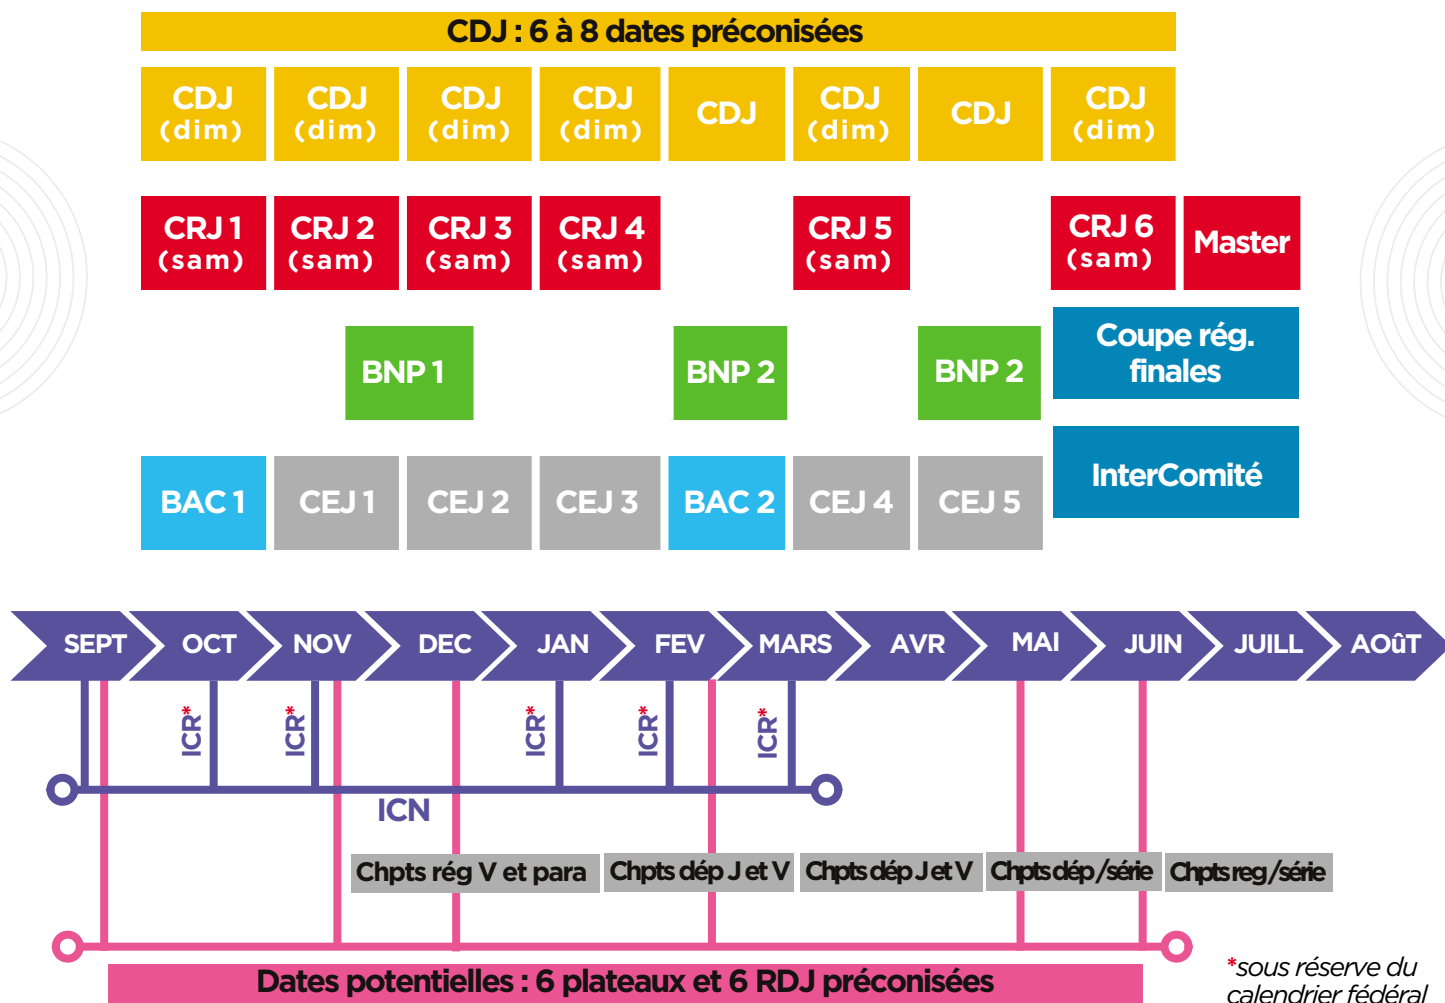 CDJ : 6 à 8 dates préconisées
CDJ
(dim)
CDJ
(dim)
CDJ
(dim)
CDJ
(dim)
CDJ
CDJ
(dim)
CDJ
CDJ
(dim)
CRJ 1
(sam)
CRJ 2
(sam)
CRJ 3
(sam)
CRJ 4
(sam)
CRJ 5
(sam)
CRJ 6
(sam)
Master
BNP 1
BNP 2
BNP 2
Coupe rég.
finales
BAC 1
CEJ 1
CEJ 2
CEJ 3
BAC 2
CEJ 4
CEJ 5
InterComité
SEPT
OCT
NOV
DEC
JAN
FEV
MARS
AVR
MAI
JUIN
JUILL
AOûT
ICR*
ICR*
ICR*
ICR*
ICR*
ICN
Chpts rég V et para
Chpts dép J et V
Chpts dép J et V
Chpts dép /série
Chpts reg /série
Dates potentielles : 6 plateaux et 6 RDJ préconisées
*sous réserve du
calendrier fédéral